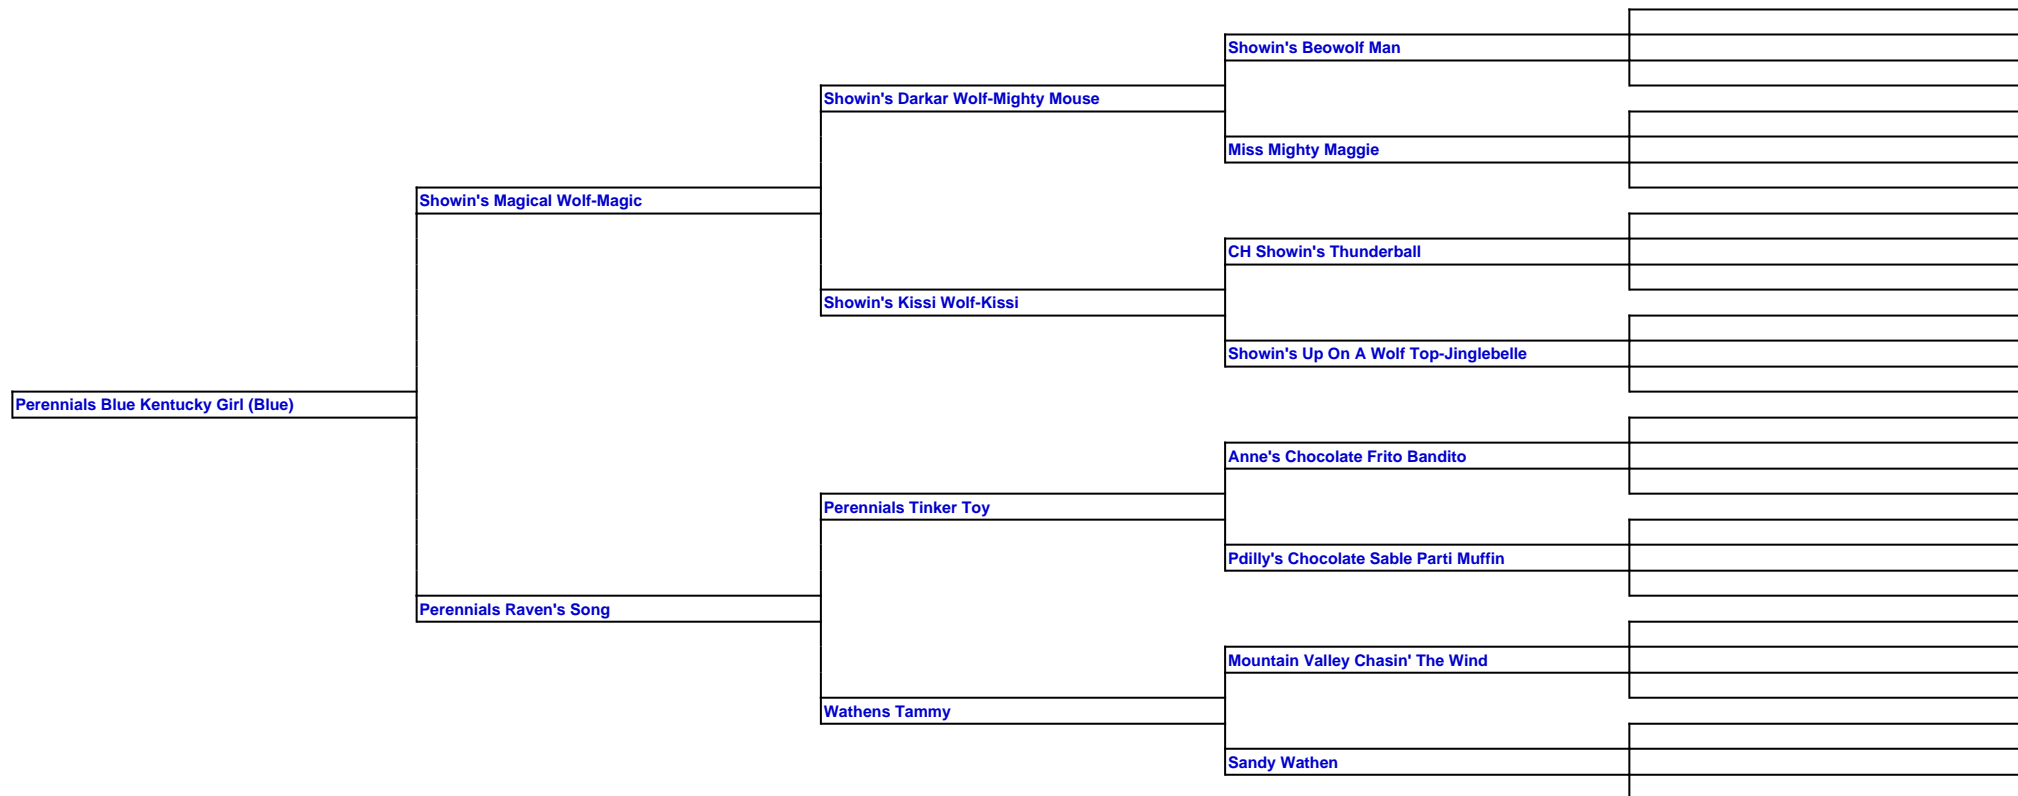 Showin's Beowolf Man
Showin's Darkar Wolf-Mighty Mouse
Miss Mighty Maggie
Showin's Magical Wolf-Magic
CH Showin's Thunderball
Showin's Kissi Wolf-Kissi
Showin's Up On A Wolf Top-Jinglebelle
Perennials Blue Kentucky Girl (Blue)
Anne's Chocolate Frito Bandito
Perennials Tinker Toy
Pdilly's Chocolate Sable Parti Muffin
Perennials Raven's Song
Mountain Valley Chasin' The Wind
Wathens Tammy
Sandy Wathen